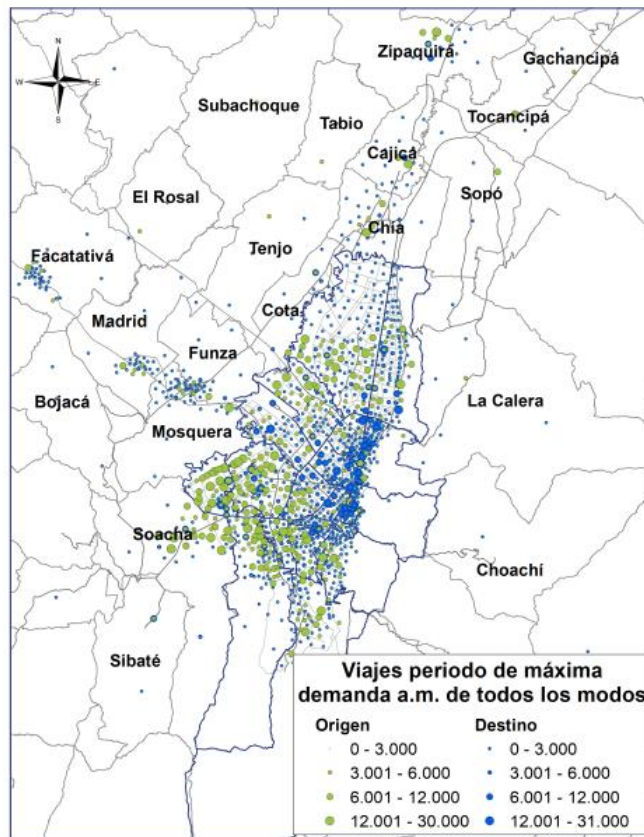 N
W E
S
Zipaquirá
Gachancipá
Subachoque
Tabio
Tocancipá
Cajicá
El Rosal
Sopó
Chía
Tenjo
Facatativá
Cota
Madrid
Funza
Bojacá
La Calera
Mosquera
Soacha
Choachí
Sibaté
Viajes periodo de máxima
demanda a.m. de todos los modos
Origen Destino
0 - 3.000 0 - 3.000
3.001 - 6.000 3.001 - 6.000
6.001 - 12.000 6.001 - 12.000
12.001 - 30.000 12.001 - 31.000